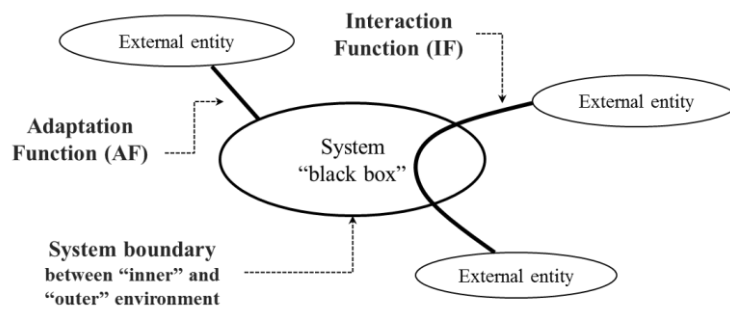 External entity
Interaction
Function (IF)
External entity
Adaptation
Function (AF)
System
“black box”
System boundary
between “inner” and
“outer” environment
External entity